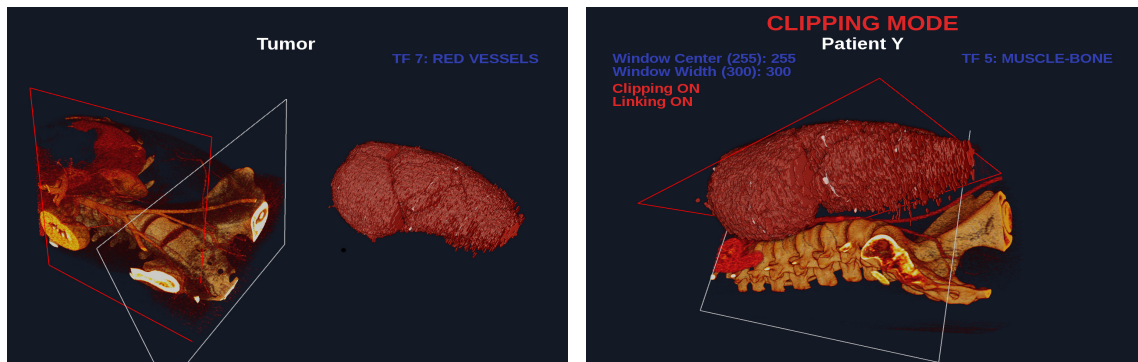 Tumor
TF 7: RED VESSELS
CLIPPING MODE
Patient Y
Window Center (255): 255
Window Width (300): 300
TF 5: MUSCLE-BONE
Clipping ON
Linking ON